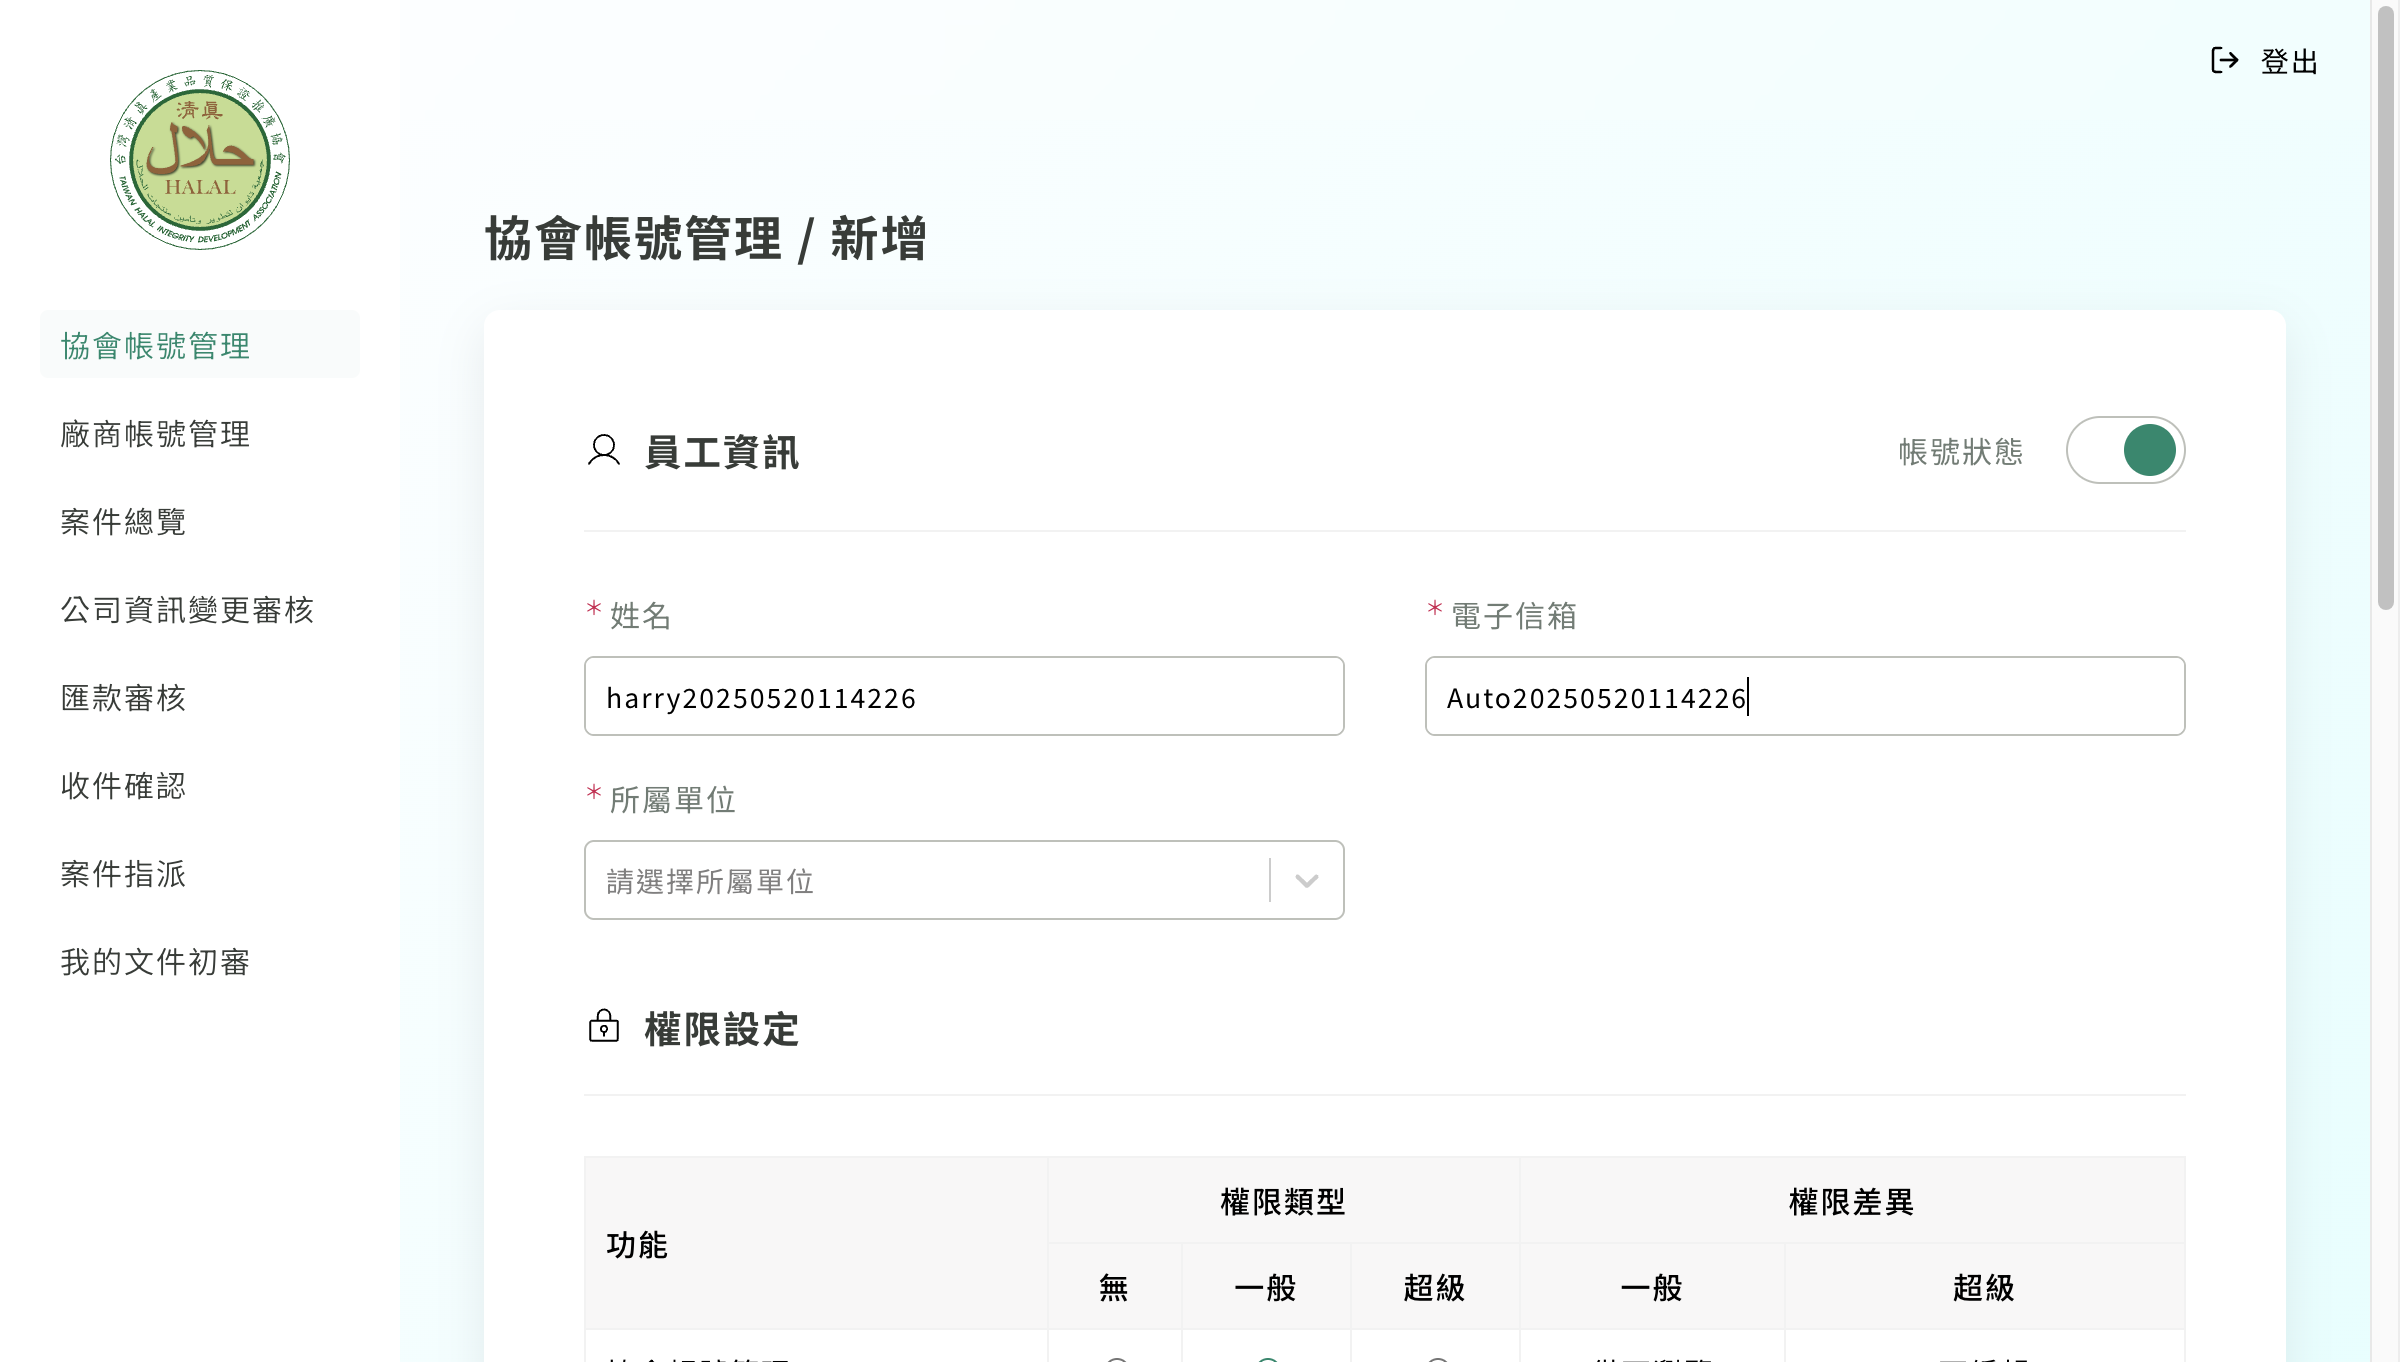 登出
台灣清真產業品質保證推廣協會
清真
حلال
HALAL
TAIWAN HALAL INTEGRITY DEVELOPMENT ASSOCIATION
協會帳號管理
廠商帳號管理
案件總覽
公司資訊變更審核
匯款審核
收件確認
案件指派
我的文件初審
協會帳號管理 / 新增
員工資訊
帳號狀態
* 姓名
* 電子信箱
harry20250520114226
Auto20250520114226
* 所屬單位
請選擇所屬單位
權限設定
功能
權限類型
權限差異
無
一般
超級
一般
超級